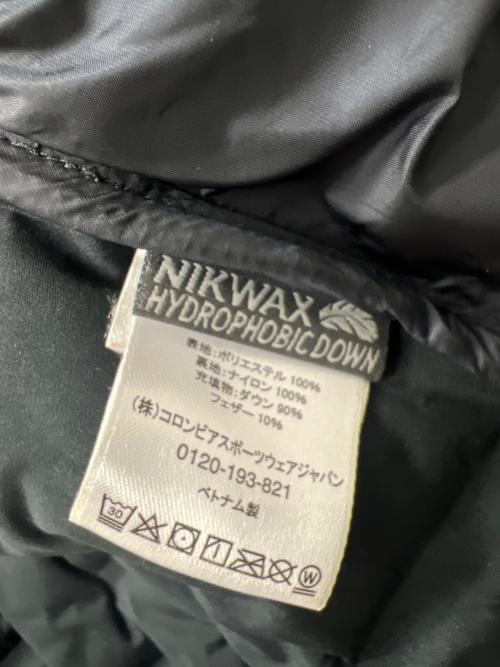 NIKWAX
HYDROPHOBIC DOWN
表地:ポリエステル 100%
裏地:ナイロン 100%
充填物:ダウン 90%
フェザー 10%
(株)コロンビアスポーツウェアジャパン
0120-193-821
ベトナム製
30
W